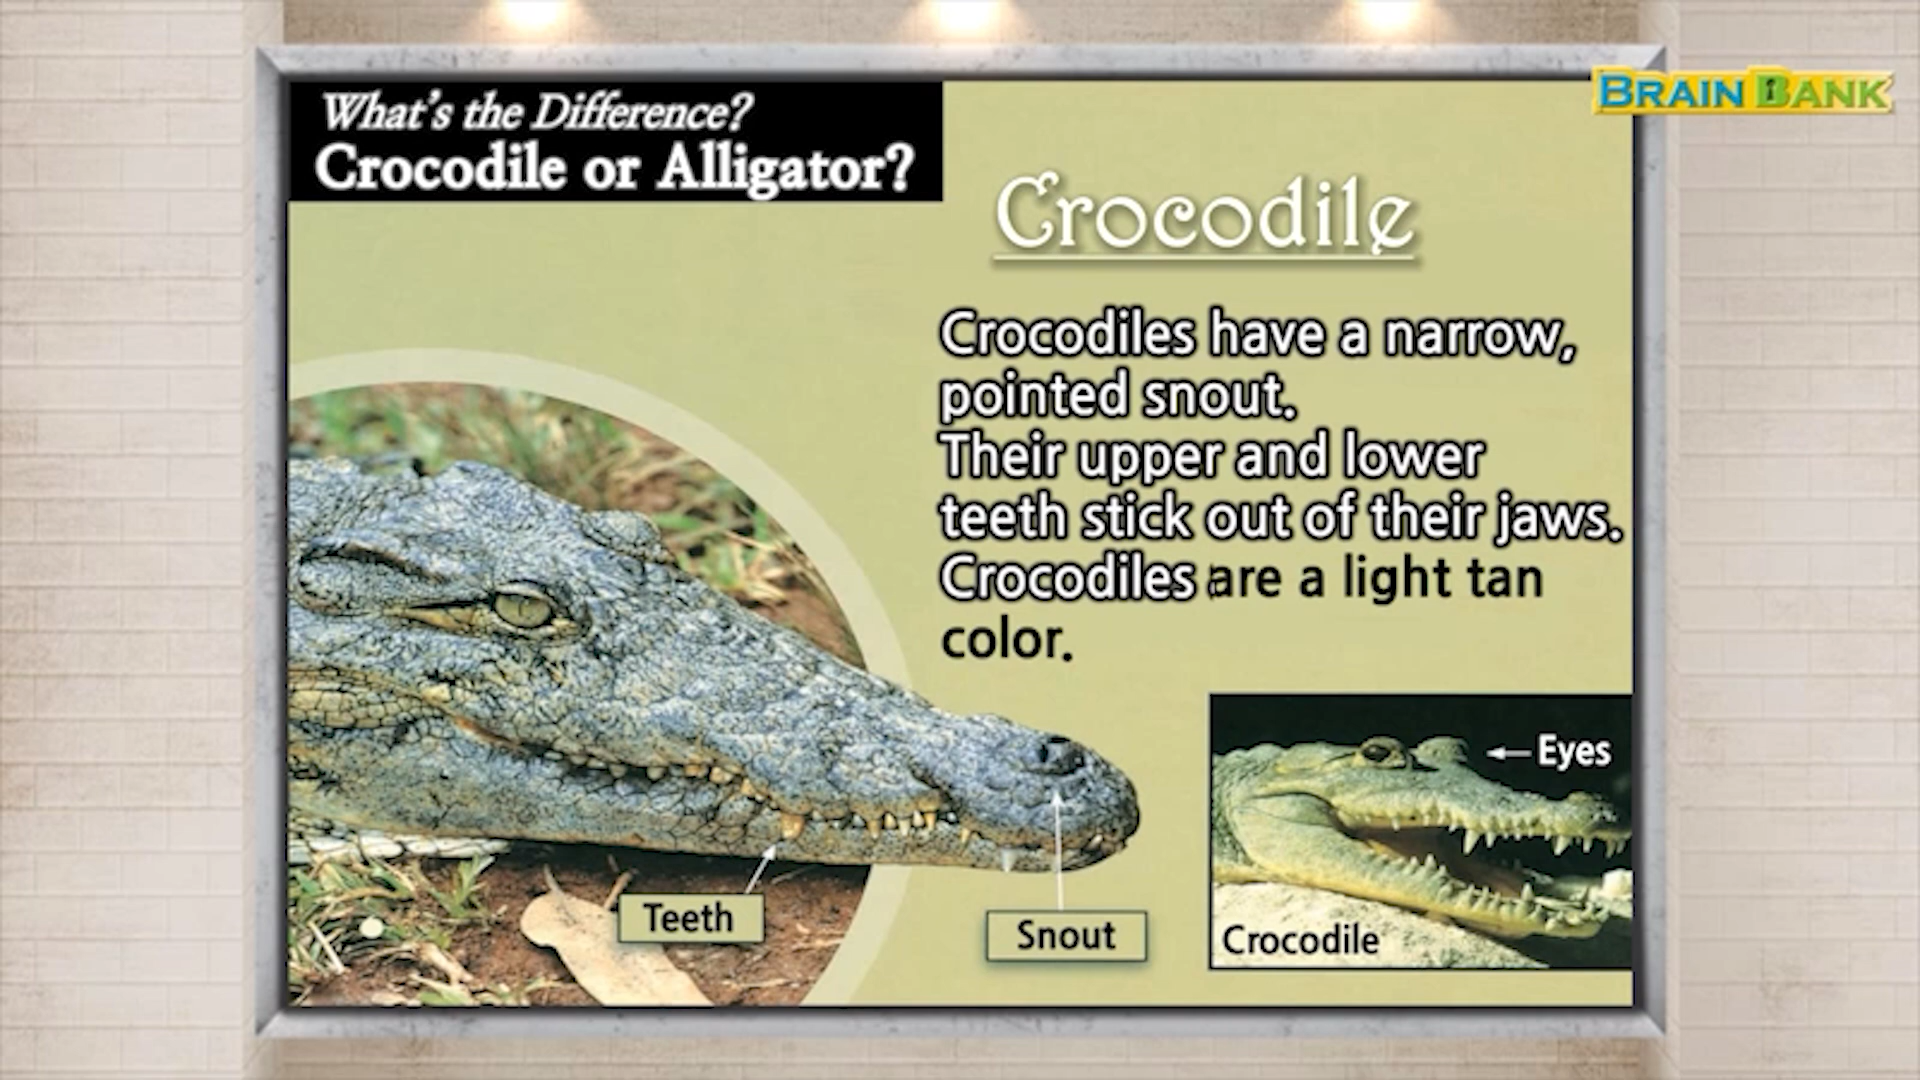 What's the Difference?
Crocodile or Alligator?
BRAIN BANK
Crocodile
Crocodiles have a narrow,
pointed snout.
Their upper and lower
teeth stick out of their jaws.
Crocodiles are a light tan
color.
Eyes
Teeth
Snout
Crocodile